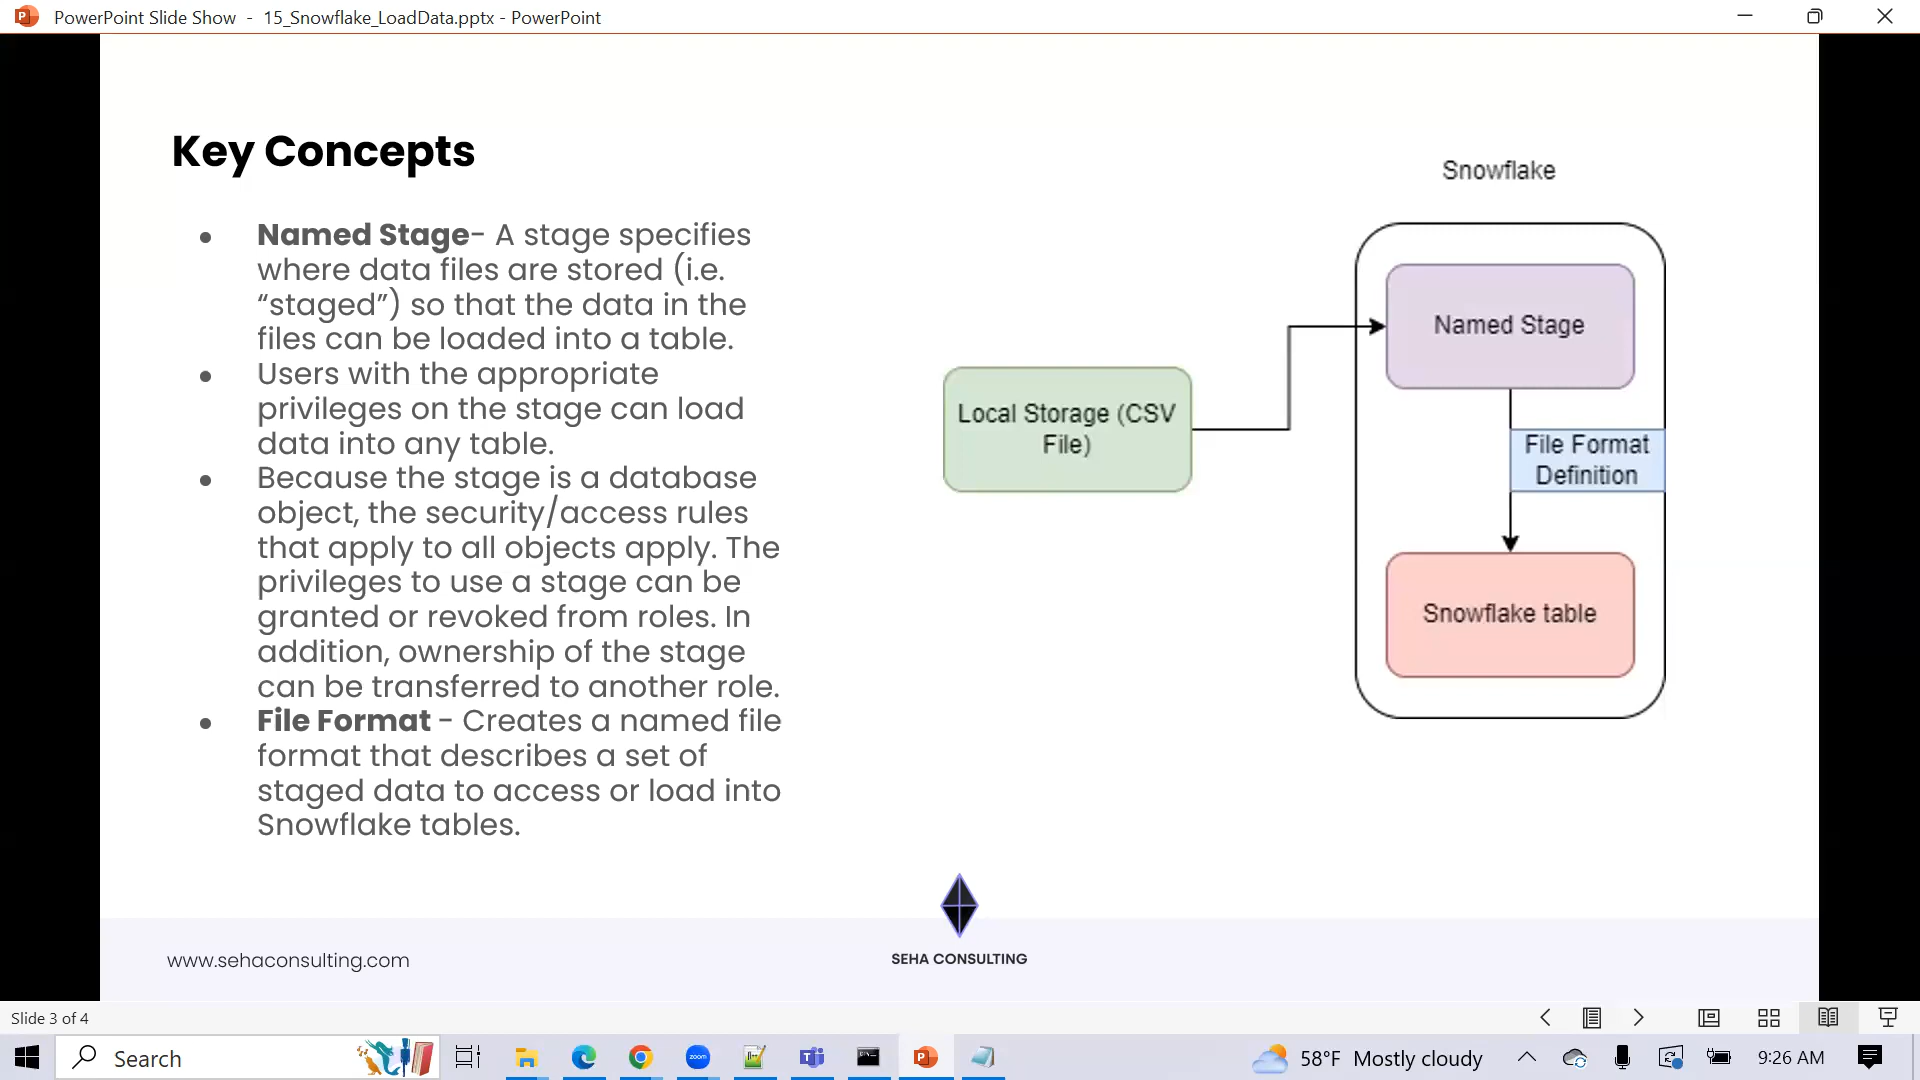 PowerPoint Slide Show - 15_Snowflake_LoadData.pptx - PowerPoint
Key Concepts
● Named Stage- A stage specifies
where data files are stored (i.e.
“staged”) so that the data in the
files can be loaded into a table.
● Users with the appropriate
privileges on the stage can load
data into any table.
● Because the stage is a database
object, the security/access rules
that apply to all objects apply. The
privileges to use a stage can be
granted or revoked from roles. In
addition, ownership of the stage
can be transferred to another role.
● File Format - Creates a named file
format that describes a set of
staged data to access or load into
Snowflake tables.
Snowflake
Named Stage
Local Storage (CSV
File)
File Format
Definition
Snowflake table
www.sehaconsulting.com
SEHA CONSULTING
Slide 3 of 4
Search
zoom
58°F Mostly cloudy
9:26 AM